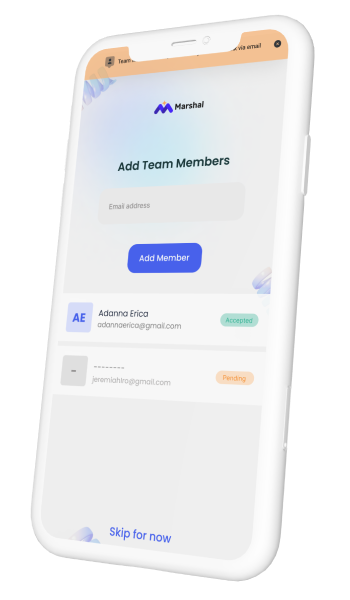 Team
via email
Marshal
Add Team Members
Email address
Add Member
AE
Adanna Erica
adannaerica@gmail.com
Accepted
-
--------
jeremiahiro@gmail.com
Pending
Skip for now